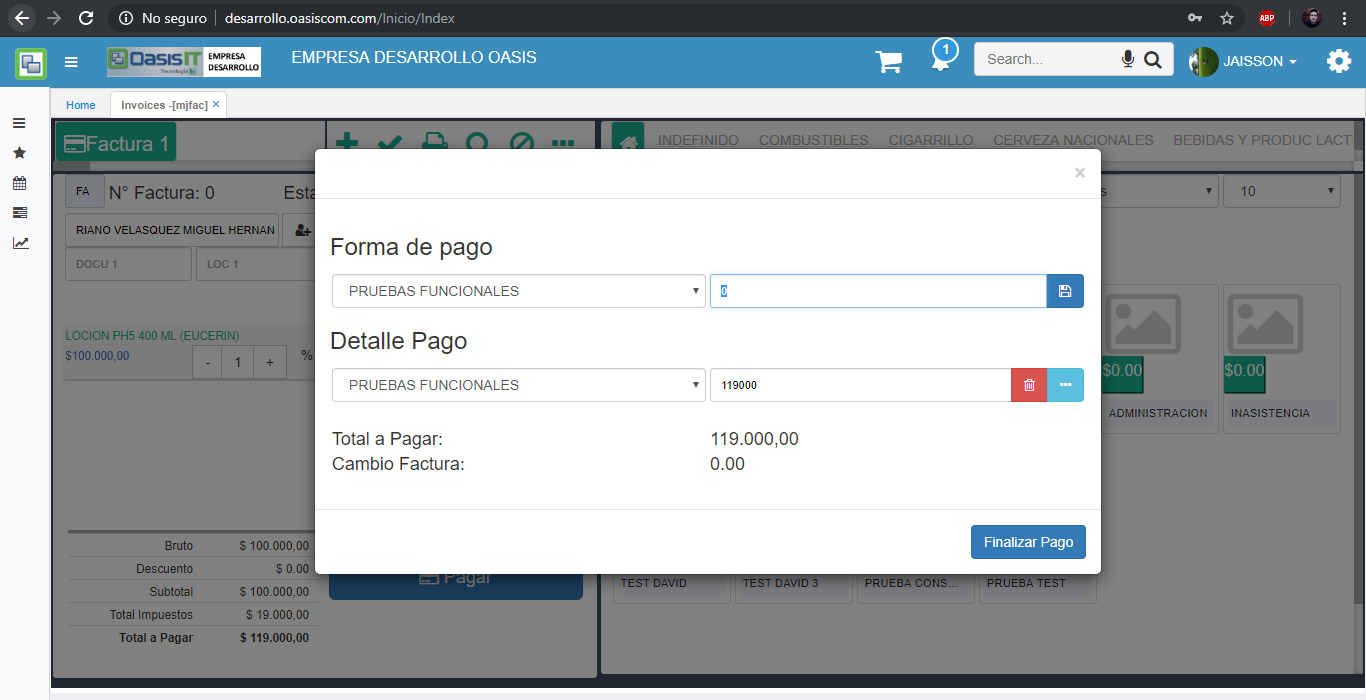 No seguro | desarrollo.oasiscom.com/Inicio/Index
ABP
OasisIT
Tecnología
EMPRESA
DESARROLLO
EMPRESA DESARROLLO OASIS
1
Search...
JAISSON
Home
Invoices -[mjfac] ×
Factura 1
INDEFINIDO COMBUSTIBLES CIGARRILLO CERVEZA NACIONALES BEBIDAS Y PRODUC LACT
FA
N° Factura: 0
Esta
s
10
RIANO VELASQUEZ MIGUEL HERNAN
DOCU 1
LOC 1
LOCION PH5 400 ML (EUCERIN)
$100.000,00
- 1 +
%
×
Forma de pago
PRUEBAS FUNCIONALES
0
Detalle Pago
PRUEBAS FUNCIONALES
119000
Total a Pagar: 119.000,00
Cambio Factura: 0.00
Finalizar Pago
$0.00
ADMINISTRACION
$0.00
INASISTENCIA
Bruto $ 100.000,00
Descuento $ 0.00
Subtotal $ 100.000,00
Total Impuestos $ 19.000,00
Total a Pagar $ 119.000,00
Pagar
TEST DAVID
TEST DAVID 3
PRUEBA CONS...
PRUEBA TEST